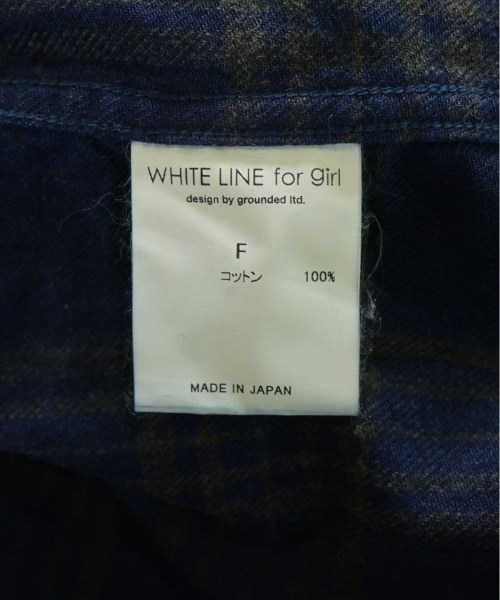 WHITE LINE for girl
design by grounded ltd.
F
コットン 100%
MADE IN JAPAN